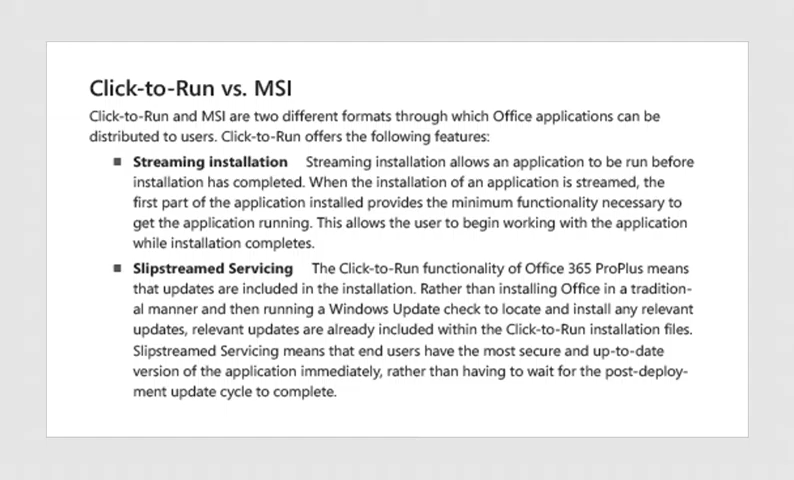 Click-to-Run vs. MSI
Click-to-Run and MSI are two different formats through which Office applications can be
distributed to users. Click-to-Run offers the following features:
■ Streaming installation Streaming installation allows an application to be run before
installation has completed. When the installation of an application is streamed, the
first part of the application installed provides the minimum functionality necessary to
get the application running. This allows the user to begin working with the application
while installation completes.
■ Slipstreamed Servicing The Click-to-Run functionality of Office 365 ProPlus means
that updates are included in the installation. Rather than installing Office in a tradition-
al manner and then running a Windows Update check to locate and install any relevant
updates, relevant updates are already included within the Click-to-Run installation files.
Slipstreamed Servicing means that end users have the most secure and up-to-date
version of the application immediately, rather than having to wait for the post-deploy-
ment update cycle to complete.